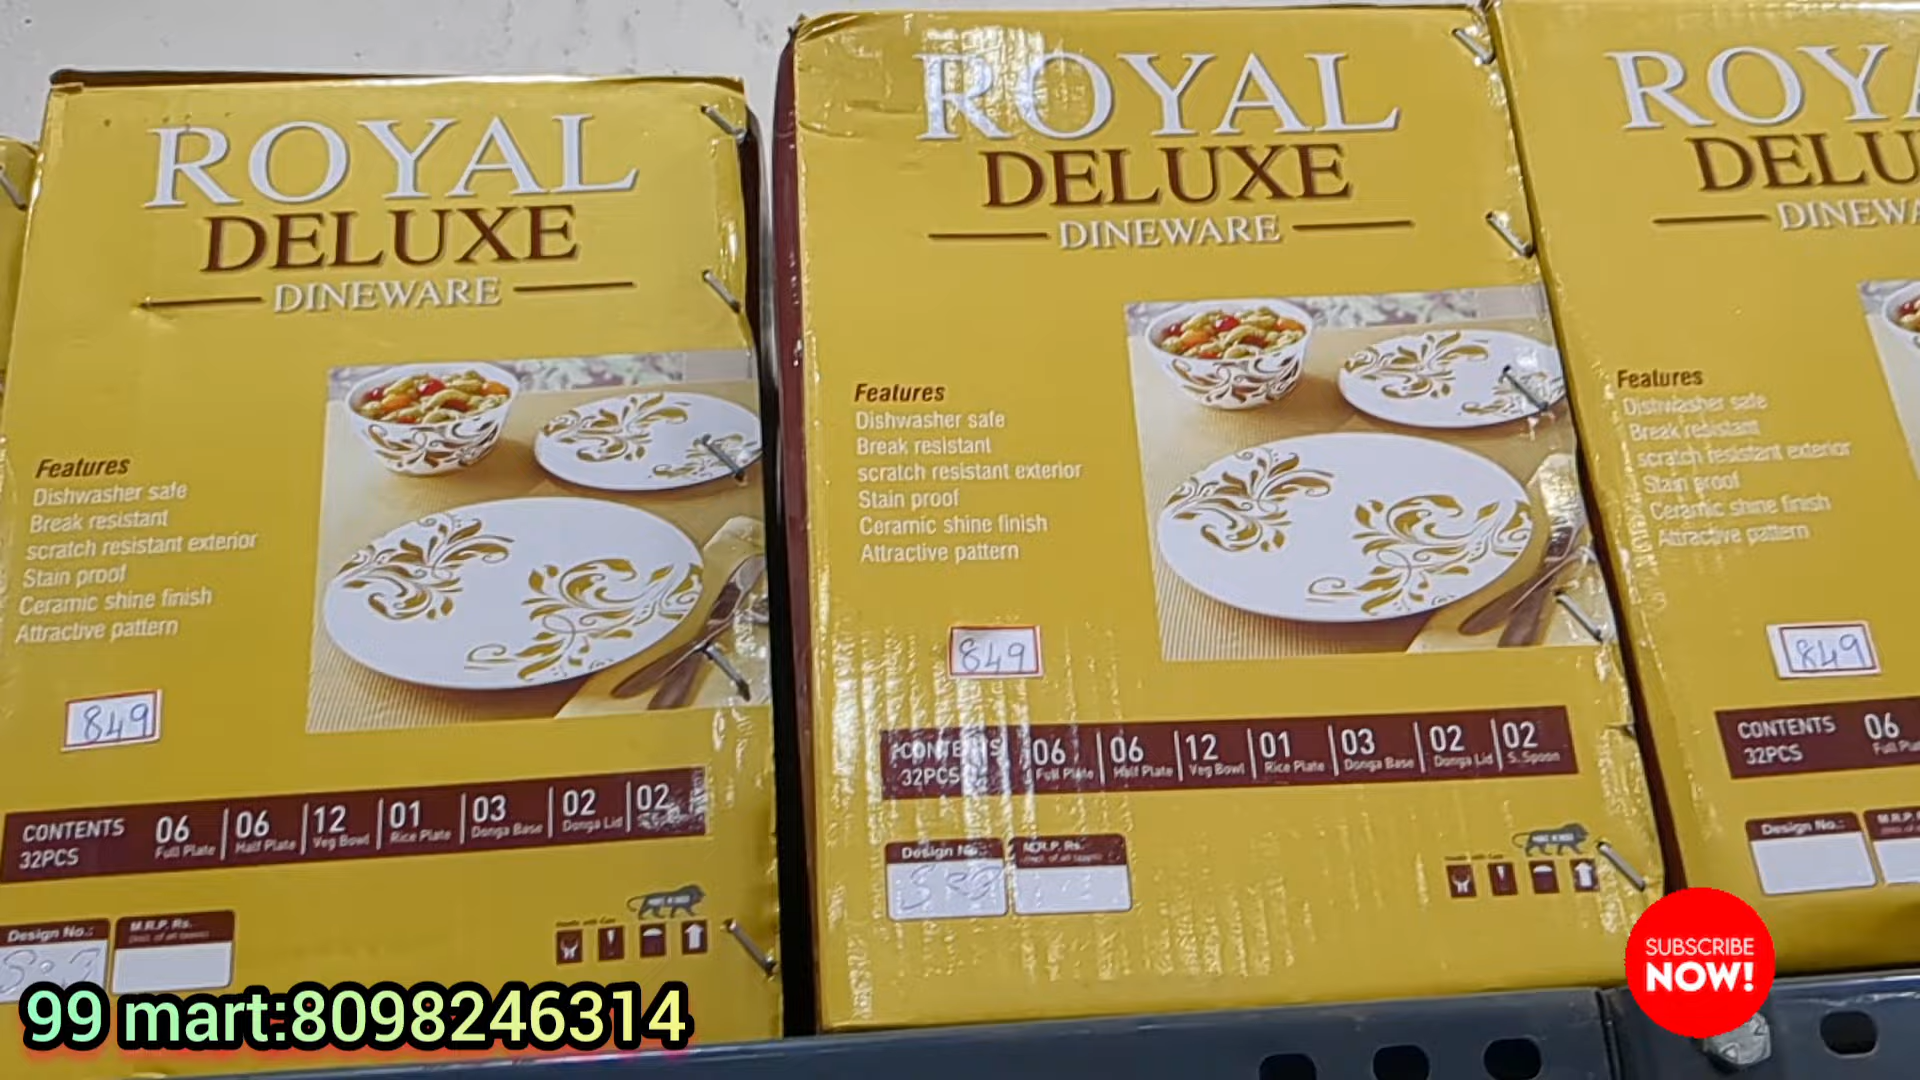 ROYAL
DELUXE
DINEWARE
Features
Dishwasher safe
Break resistant
scratch resistant exterior
Stain proof
Ceramic shine finish
Attractive pattern
849
CONTENTS
32PCS
06 Full Plate
06 Half Plate
12 Veg Bowl
01 Rice Plate
03 Donga Base
02 Donga Lid
02
Design No.:
M.R.P. Rs.
ROYAL
DELUXE
DINEWARE
Features
Dishwasher safe
Break resistant
scratch resistant exterior
Stain proof
Ceramic shine finish
Attractive pattern
849
CONTENTS
32PCS
06 Full Plate
06 Half Plate
12 Veg Bowl
01 Rice Plate
03 Donga Base
02 Donga Lid
02 S. Spoon
Design No.:
M.R.P. Rs.
ROYA
DELU
DINEWA
Features
Dishwasher safe
Break resistant
scratch resistant exterior
Stain proof
Ceramic shine finish
Attractive pattern
849
CONTENTS
32PCS
06
Full Pla
Design No.:
M.R.P.
99 mart:8098246314
SUBSCRIBE
NOW!